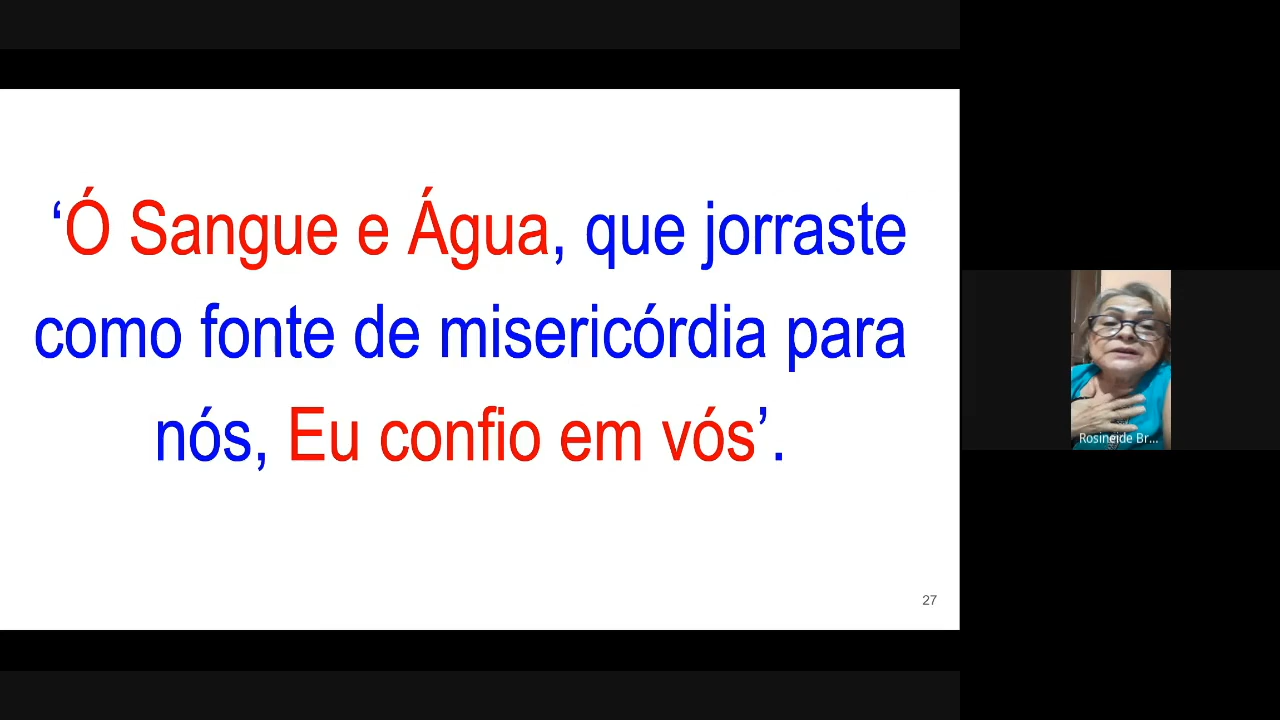 ‘Ó Sangue e Água, que jorraste
como fonte de misericórdia para
nós, Eu confio em vós’.
27
Rosineide Br...